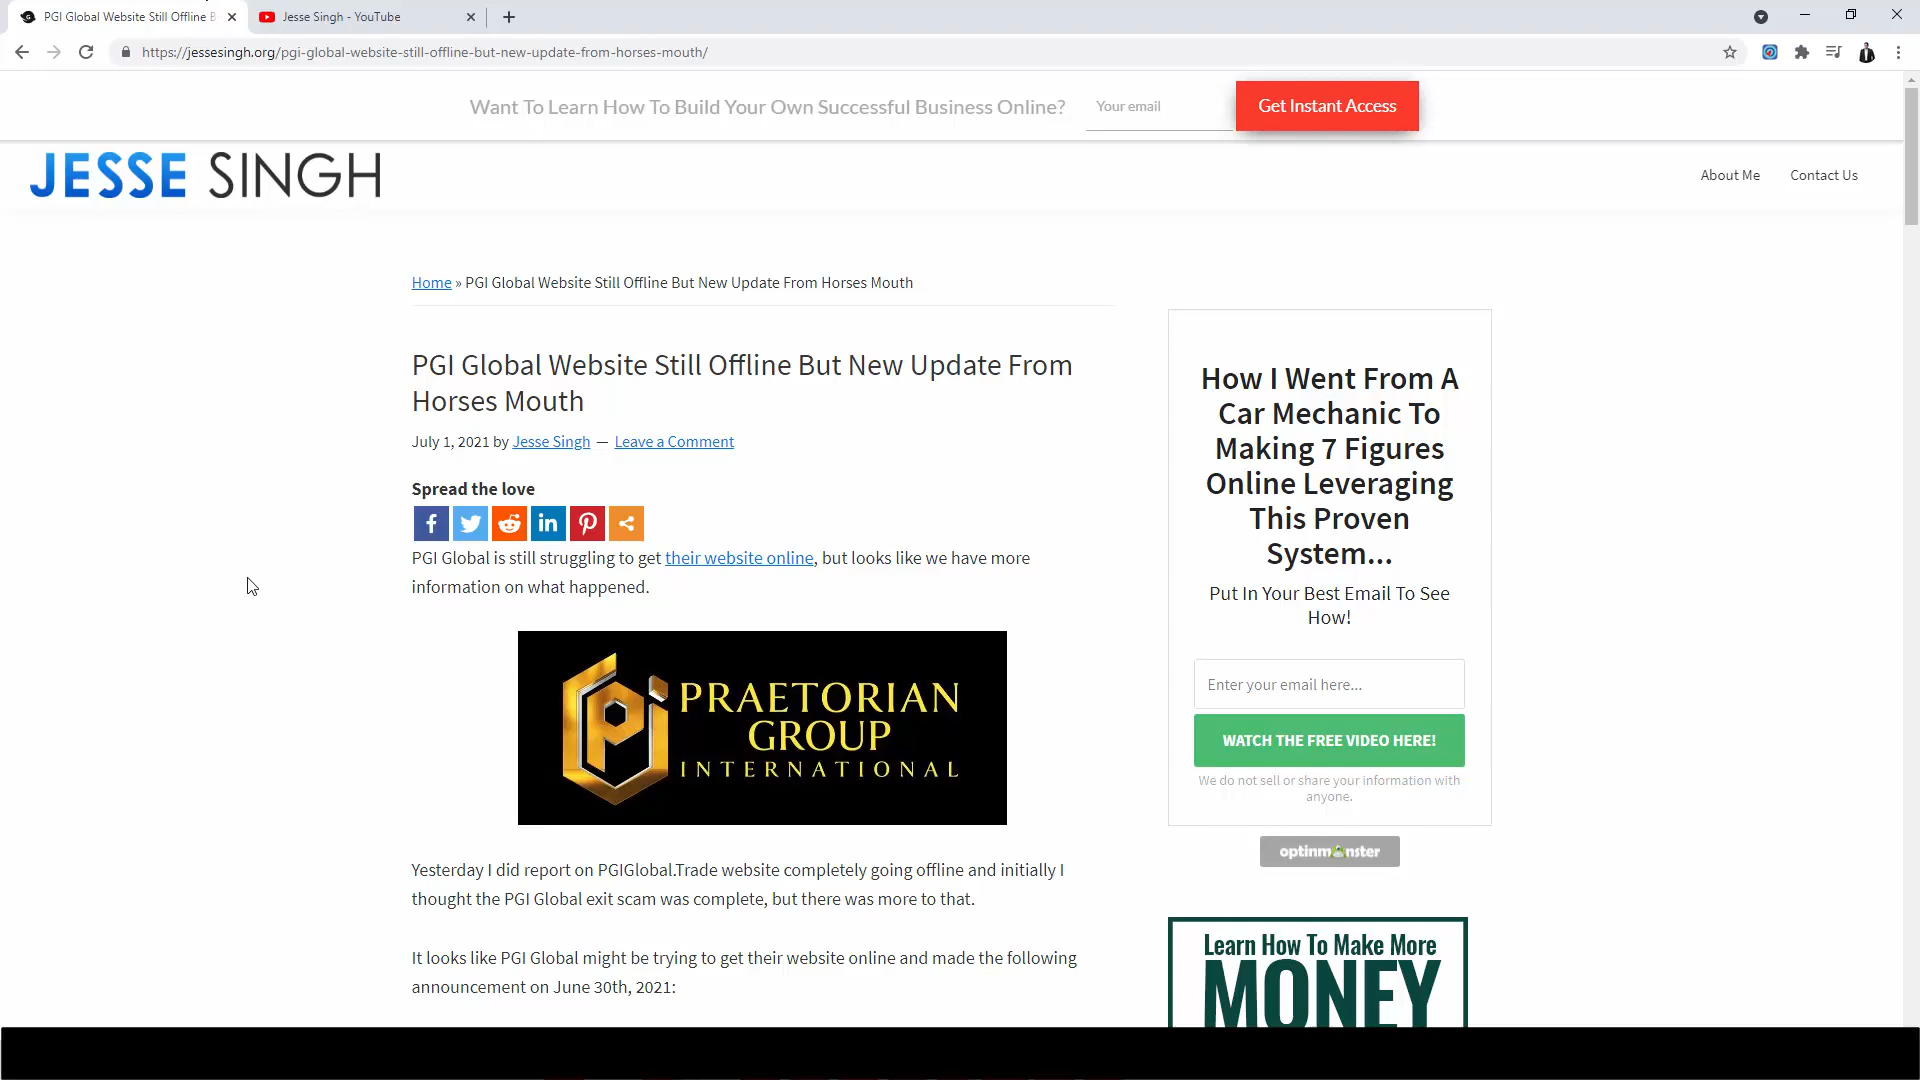 PGI Global Website Still Offline B
Jesse Singh - YouTube
https://jessesingh.org/pgi-global-website-still-offline-but-new-update-from-horses-mouth/
Want To Learn How To Build Your Own Successful Business Online?
Your email
Get Instant Access
JESSE SINGH
About Me
Contact Us
Home » PGI Global Website Still Offline But New Update From Horses Mouth
PGI Global Website Still Offline But New Update From
Horses Mouth
July 1, 2021 by Jesse Singh — Leave a Comment
Spread the love
PGI Global is still struggling to get their website online, but looks like we have more
information on what happened.
PRAETORIAN
GROUP
INTERNATIONAL
Yesterday I did report on PGIGlobal.Trade website completely going offline and initially I
thought the PGI Global exit scam was complete, but there was more to that.
It looks like PGI Global might be trying to get their website online and made the following
announcement on June 30th, 2021:
How I Went From A
Car Mechanic To
Making 7 Figures
Online Leveraging
This Proven
System...
Put In Your Best Email To See
How!
Enter your email here...
WATCH THE FREE VIDEO HERE!
We do not sell or share your information with
anyone.
optinmonster
Learn How To Make More
MONEY